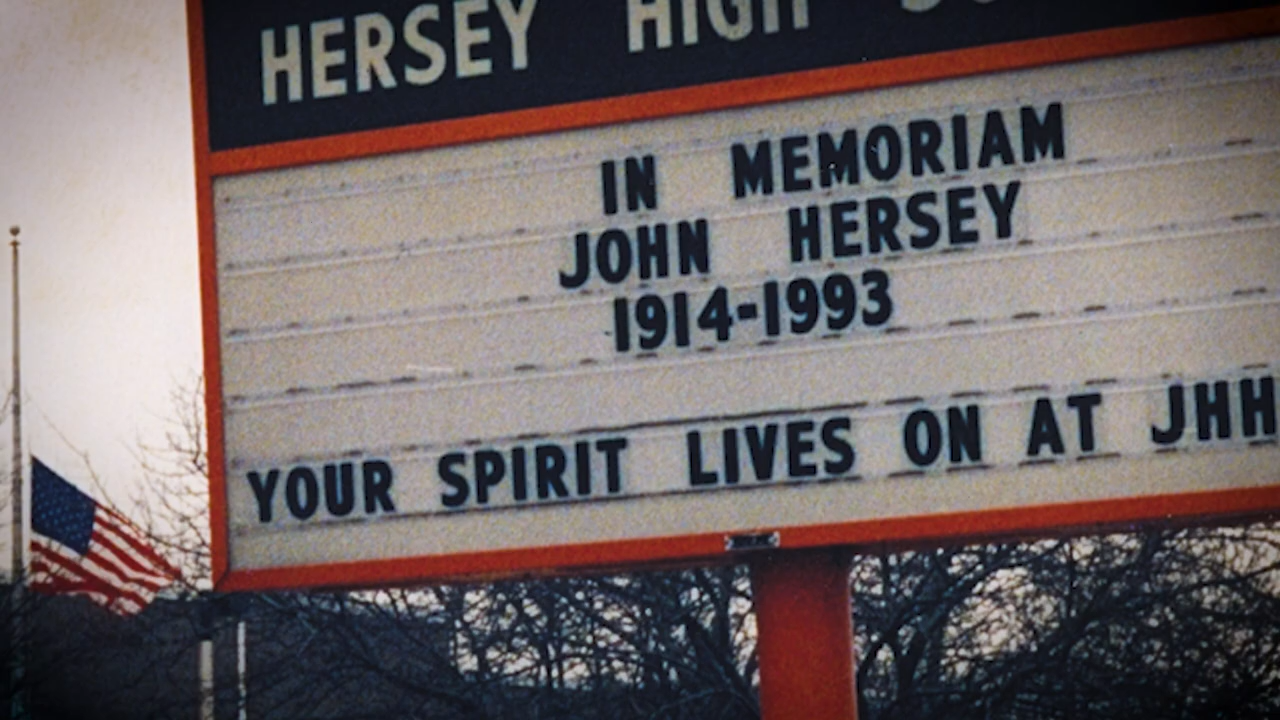 HERSEY HIGH
IN MEMORIAM
JOHN HERSEY
1914-1993
YOUR SPIRIT LIVES ON AT JHH